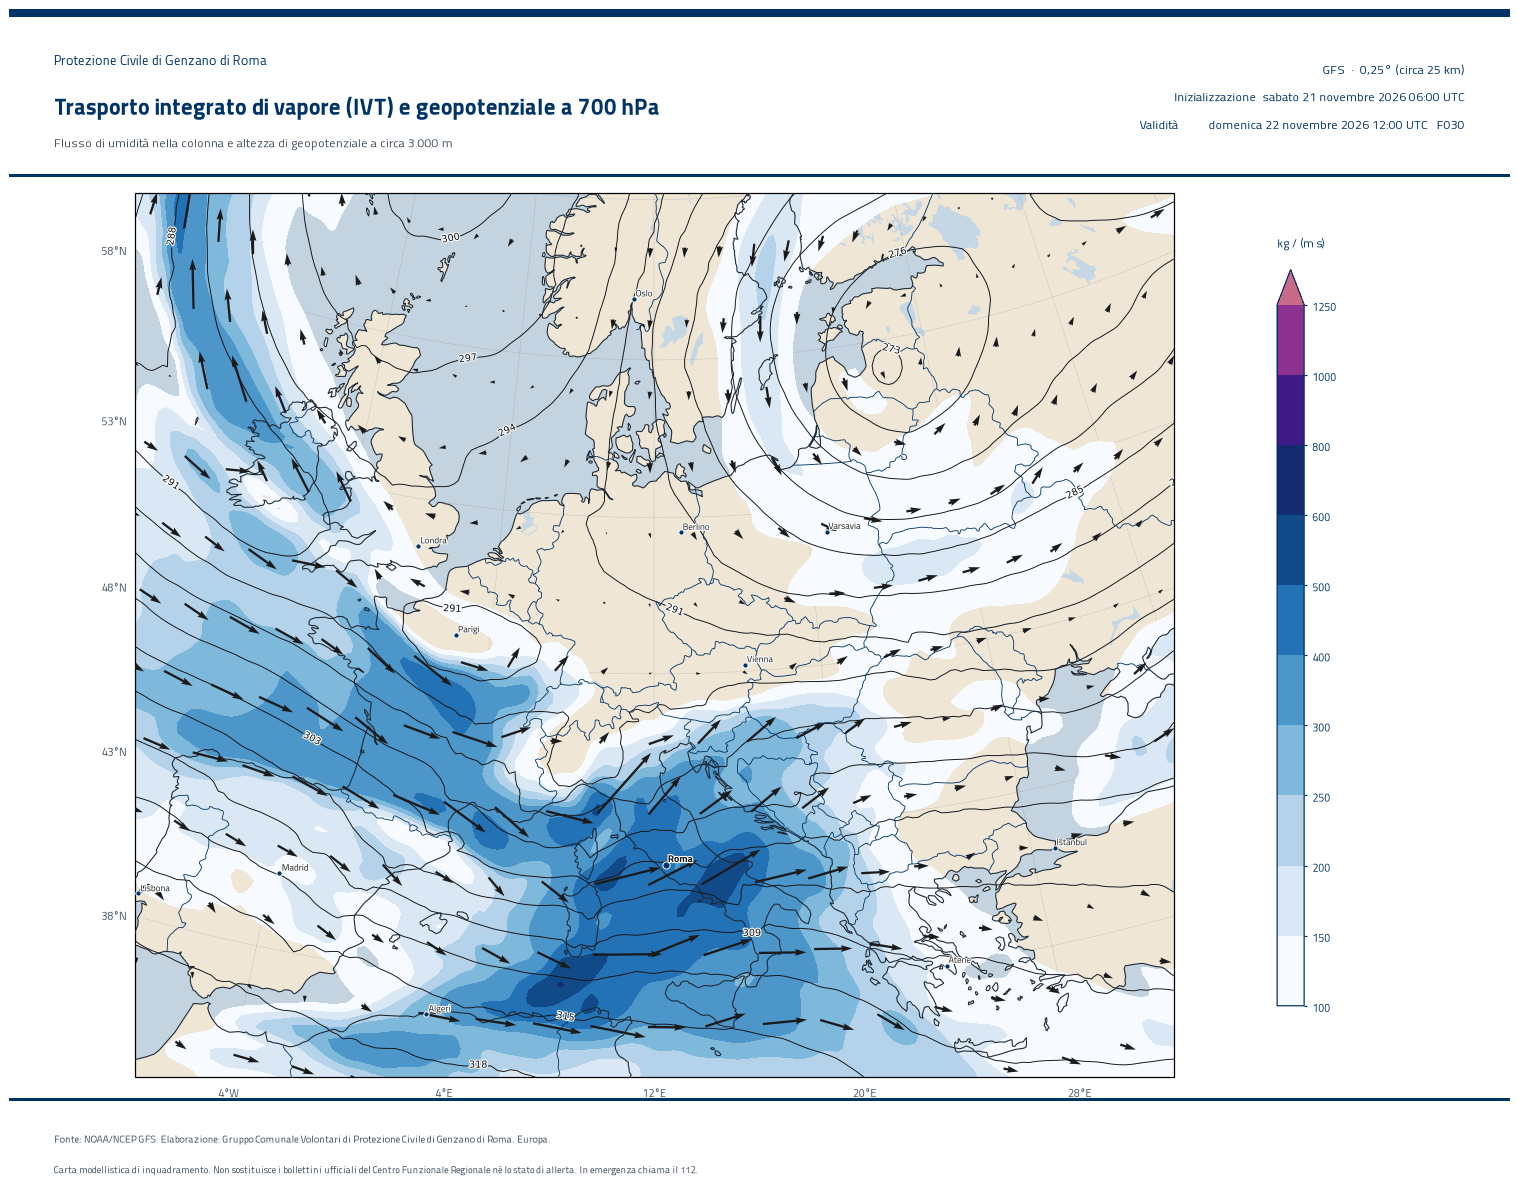 Protezione Civile di Genzano di Roma
Trasporto integrato di vapore (IVT) e geopotenziale a 700 hPa
Flusso di umidità nella colonna e altezza di geopotenziale a circa 3.000 m
GFS · 0,25° (circa 25 km)
Inizializzazione sabato 21 novembre 2026 06:00 UTC
Validità domenica 22 novembre 2026 12:00 UTC F030
kg / (m s)
1250
1000
800
600
500
400
300
250
200
150
100
58°N
53°N
48°N
43°N
38°N
4°W
4°E
12°E
20°E
28°E
288
300
276
Oslo
297
273
294
291
285
Berlino
Varsavia
Londra
291
291
Parigi
Vienna
303
Istanbul
Roma
Madrid
Lisbona
309
Atene
Algeri
315
318
Fonte: NOAA/NCEP GFS. Elaborazione: Gruppo Comunale Volontari di Protezione Civile di Genzano di Roma. Europa.
Carta modellistica di inquadramento. Non sostituisce i bollettini ufficiali del Centro Funzionale Regionale né lo stato di allerta. In emergenza chiama il 112.